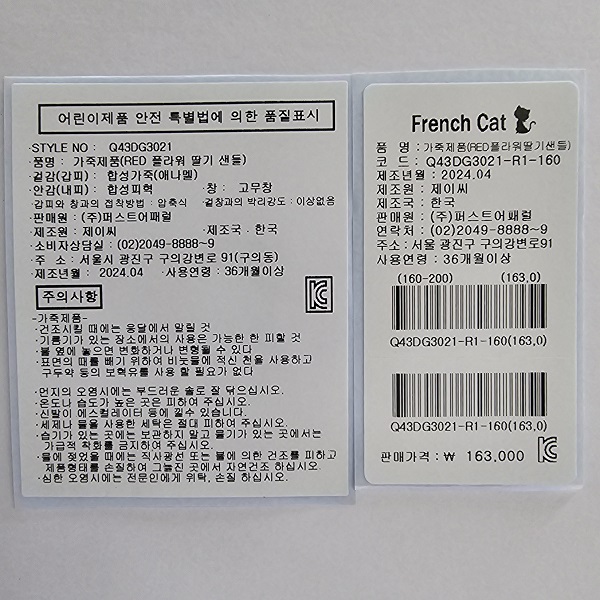 어린이제품 안전 특별법에 의한 품질표시
·STYLE NO : Q43DG3021
·품명 : 가죽제품(RED 플라워 딸기 샌들)
·겉감(갑피) : 합성가죽(애나멜)
·안감(내피) : 합성피혁 창 : 고무창
·갑피와 창과의 접착방법 : 압축식 ·겉창과의 박리강도 : 이상없음
·판매원 : (주)퍼스트어패럴
·제조원 : 제이씨 ·제조국 . 한국
·소비자상담실 : (02)2049-8888~9
·주 소 : 서울시 광진구 구의강변로 91(구의동)
·제조년월 : 2024.04 ·사용연령 : 36개월이상
주의사항
-가죽제품-
·건조시킬 때에는 응달에서 말릴 것
·기름기가 있는 장소에서의 사용은 가능한 한 피할 것
·불 옆에 놓으면 변화하거나 변형될 수 있다
·표면의 때를 빼기 위하여 비눗물에 적신 천을 사용하고
구두약 등의 보혁유를 사용 할 필요가 없다
·먼지의 오염시에는 부드러운 솔로 잘 닦으십시오.
·온도나 습도가 높은 곳은 피하여 주십시오.
·신발이 에스컬레이터 등에 낄수 있습니다.
·세제나 물을 사용한 세탁은 절대 피하여 주십시오.
·습기가 있는 곳에는 보관하지 말고 물기가 있는 곳에서는
가급적 착화를 금지하여 주십시오.
·물에 젖었을 때에는 직사광선 또는 불에 의한 건조를 피하고
제품형태를 손질하여 그늘진 곳에서 자연건조 하십시오.
·심한 오염시에는 전문인에게 위탁, 손질 하십시오.
French Cat
품 명 : 가죽제품(RED플라워딸기샌들)
코 드 : Q43DG3021-R1-160
제조년월 : 2024.04
제조원 : 제이씨
제조국 : 한국
판매원 : (주)퍼스트어패럴
연락처 : (02)2049-8888~9
주소 : 서울 광진구 구의강변로91
사용연령 : 36개월이상
(160-200) (163,0)
Q43DG3021-R1-160(163,0)
Q43DG3021-R1-160(163,0)
판매가격 : ₩ 163,000